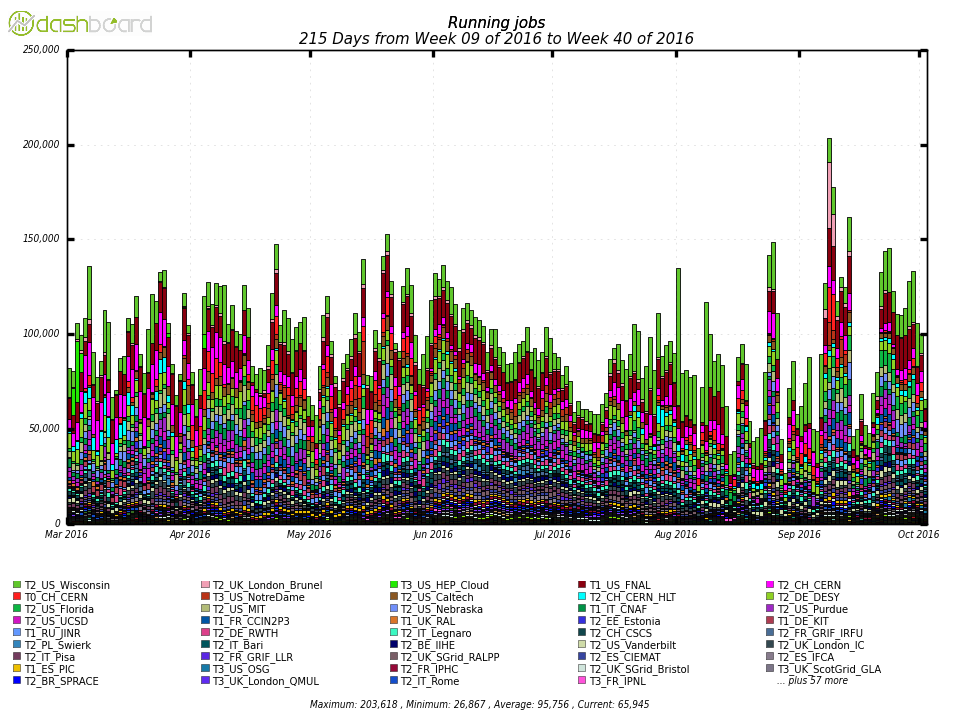 dashboard
Running jobs
215 Days from Week 09 of 2016 to Week 40 of 2016
250,000
200,000
150,000
100,000
50,000
0
Mar 2016 Apr 2016 May 2016 Jun 2016 Jul 2016 Aug 2016 Sep 2016 Oct 2016
T2_US_Wisconsin T2_UK_London_Brunel T3_US_HEP_Cloud T1_US_FNAL T2_CH_CERN
T0_CH_CERN T3_US_NotreDame T2_US_Caltech T2_CH_CERN_HLT T2_DE_DESY
T2_US_Florida T2_US_MIT T2_US_Nebraska T1_IT_CNAF T2_US_Purdue
T2_US_UCSD T1_FR_CCIN2P3 T1_UK_RAL T2_EE_Estonia T1_DE_KIT
T1_RU_JINR T2_DE_RWTH T2_IT_Legnaro T2_CH_CSCS T2_FR_GRIF_IRFU
T2_PL_Swierk T2_IT_Bari T2_BE_IIHE T2_US_Vanderbilt T2_UK_London_IC
T2_IT_Pisa T2_FR_GRIF_LLR T2_UK_SGrid_RALPP T2_ES_CIEMAT T2_ES_IFCA
T1_ES_PIC T3_US_OSG T2_FR_IPHC T2_UK_SGrid_Bristol T3_UK_ScotGrid_GLA
T2_BR_SPRACE T3_UK_London_QMUL T2_IT_Rome T3_FR_IPNL ... plus 57 more
Maximum: 203,618 , Minimum: 26,867 , Average: 95,756 , Current: 65,945